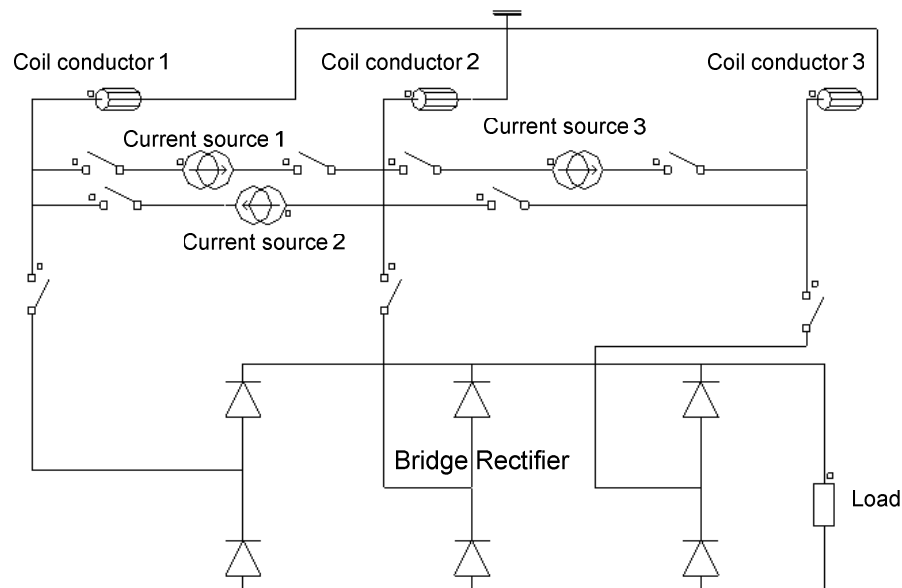 Coil conductor 1
Coil conductor 2
Coil conductor 3
Current source 1
Current source 3
Current source 2
Bridge Rectifier
Load